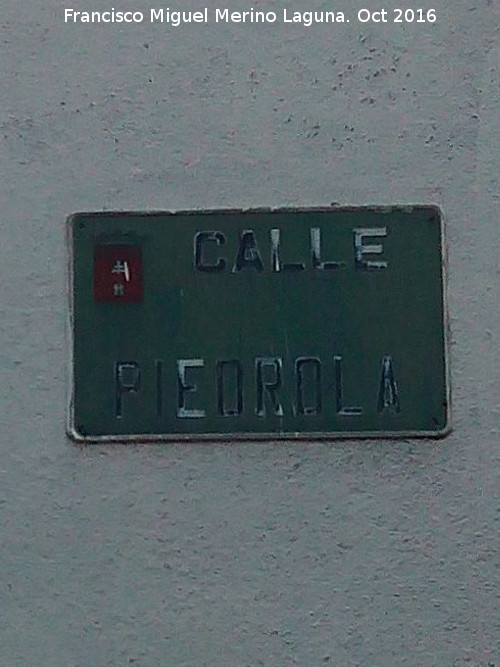 Francisco Miguel Merino Laguna. Oct 2016
CALLE
PIEDROLA